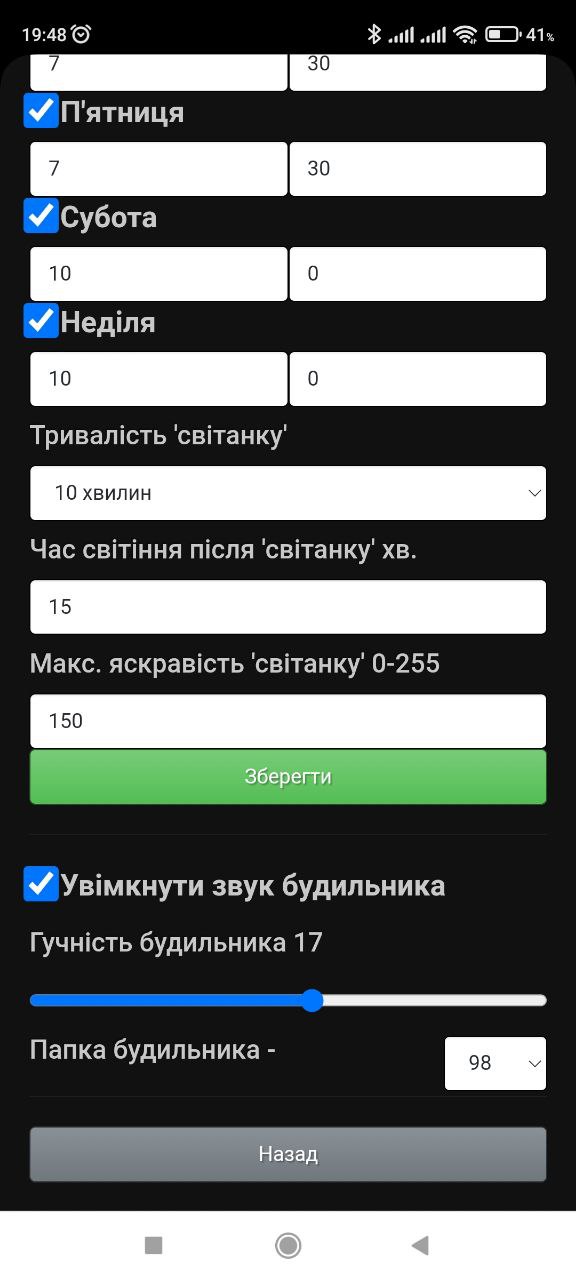 19:48 41%
7 30
П'ятниця
7 30
Субота
10 0
Неділя
10 0
Тривалість 'світанку'
10 хвилин
Час світіння після 'світанку' хв.
15
Макс. яскравість 'світанку' 0-255
150
Зберегти
Увімкнути звук будильника
Гучність будильника 17
Папка будильника - 98
Назад